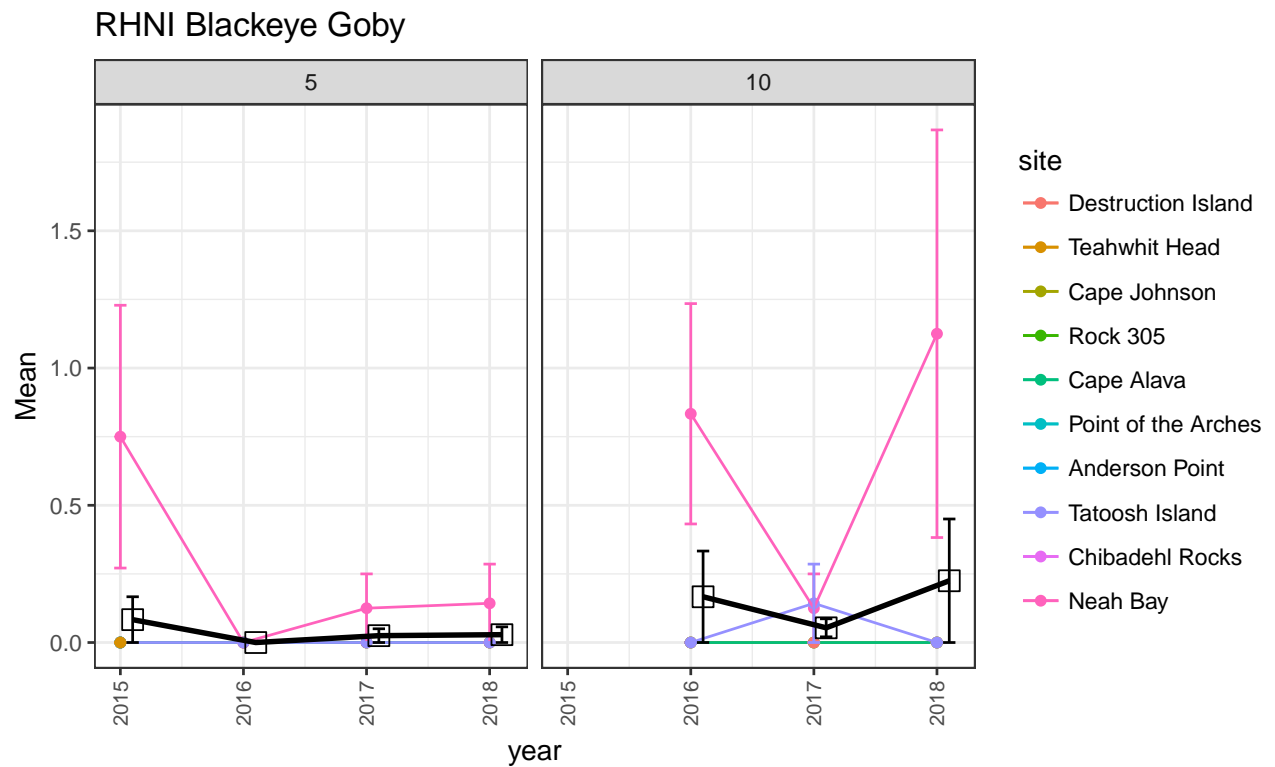 RHNI Blackeye Goby
5
10
Mean
1.5
1.0
0.5
0.0
2015
2016
2017
2018
2015
2016
2017
2018
year
site
Destruction Island
Teahwhit Head
Cape Johnson
Rock 305
Cape Alava
Point of the Arches
Anderson Point
Tatoosh Island
Chibadehl Rocks
Neah Bay